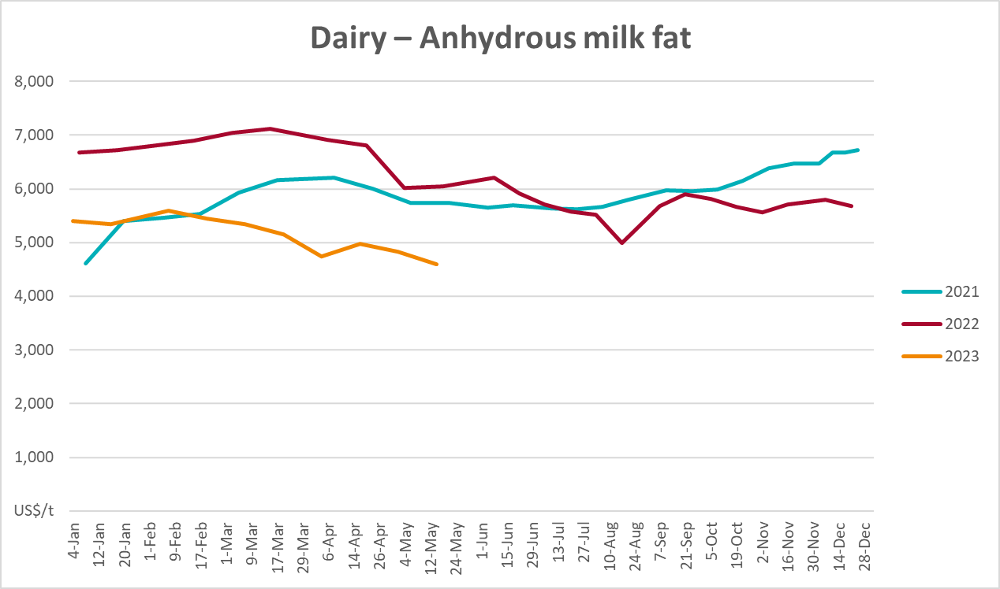 Dairy – Anhydrous milk fat
8,000
7,000
6,000
5,000
4,000
3,000
2,000
1,000
US$/t
4-Jan
12-Jan
20-Jan
1-Feb
9-Feb
17-Feb
1-Mar
9-Mar
17-Mar
29-Mar
6-Apr
14-Apr
26-Apr
4-May
12-May
24-May
1-Jun
15-Jun
29-Jun
13-Jul
27-Jul
10-Aug
24-Aug
7-Sep
21-Sep
5-Oct
19-Oct
2-Nov
16-Nov
30-Nov
14-Dec
28-Dec
2021
2022
2023